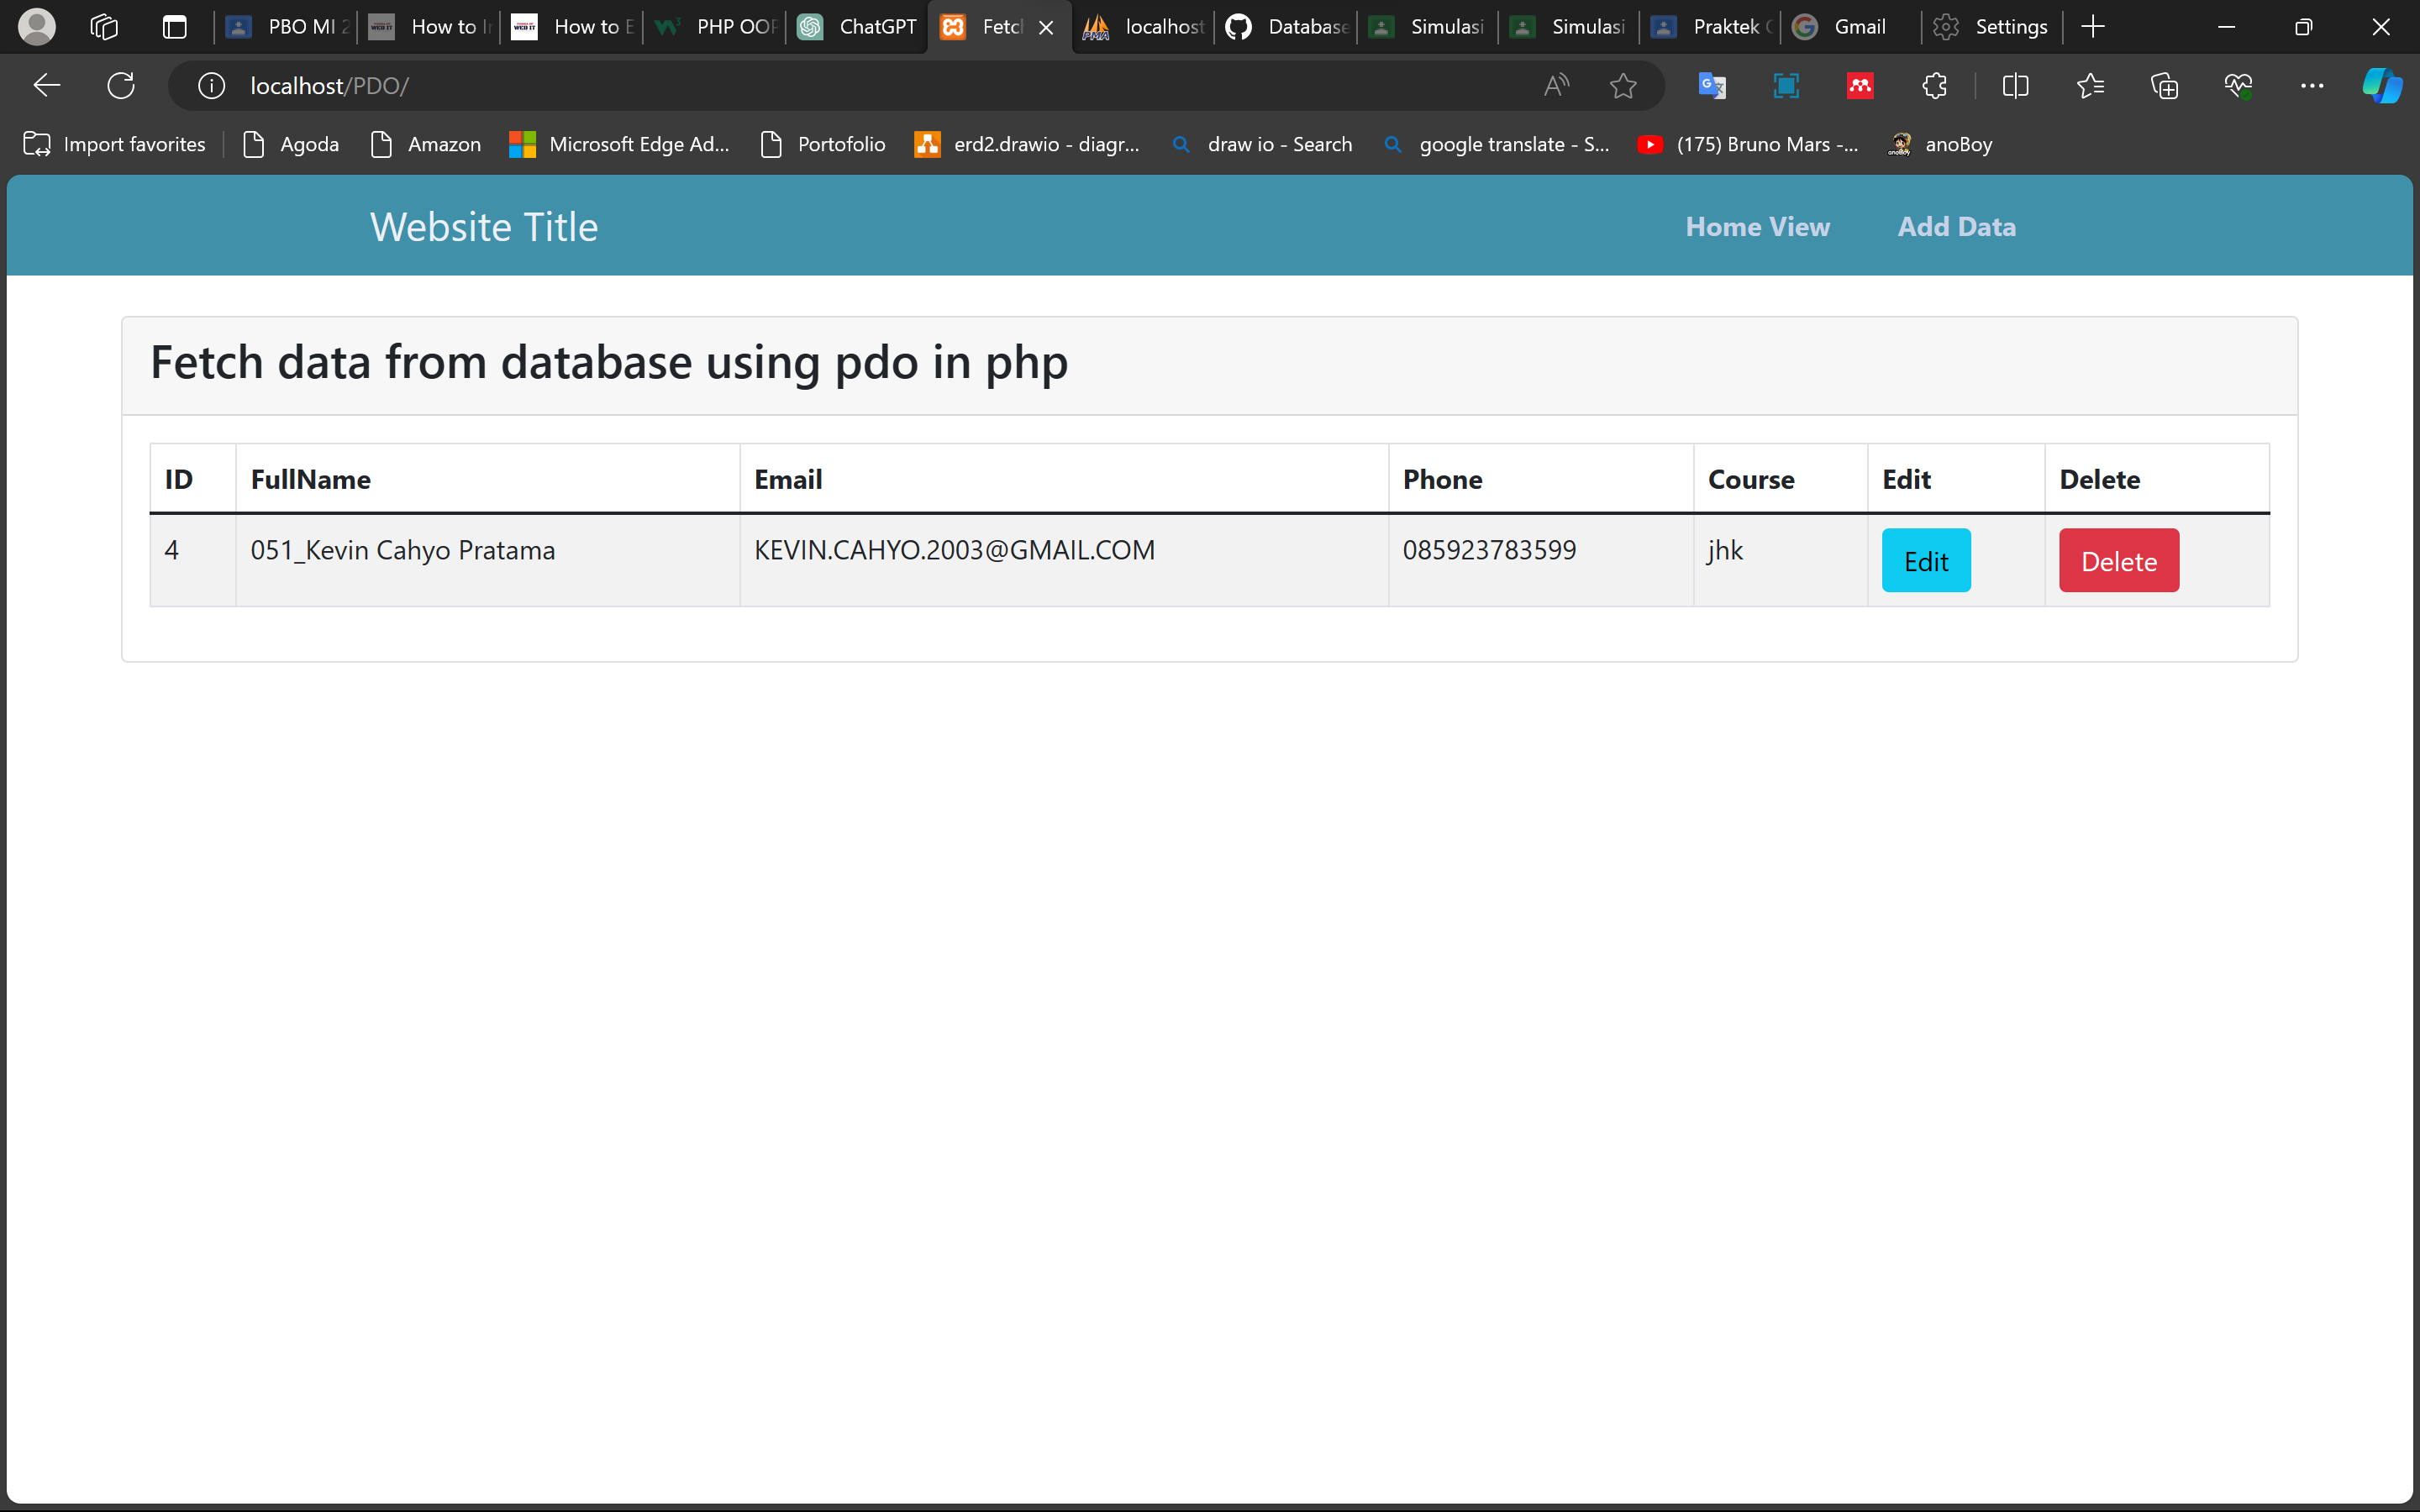 PBO MI 2 How to I How to E PHP OOP ChatGPT Fetch localhost Database Simulasi Simulasi Praktek Gmail Settings
localhost/PDO/
Import favorites Agoda Amazon Microsoft Edge Ad... Portofolio erd2.drawio - diagr... draw io - Search google translate - S... (175) Bruno Mars -... anoBoy
Website Title Home View Add Data
Fetch data from database using pdo in php
ID FullName Email Phone Course Edit Delete
4 051_Kevin Cahyo Pratama KEVIN.CAHYO.2003@GMAIL.COM 085923783599 jhk Edit Delete